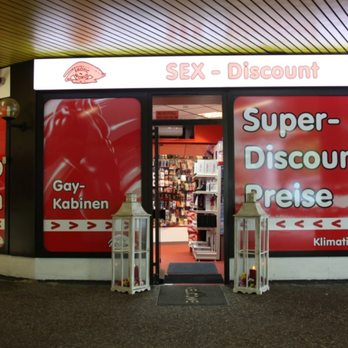 SEX - Discount
Gay-
Kabinen
Super-
Discoun
Preise
Klimati